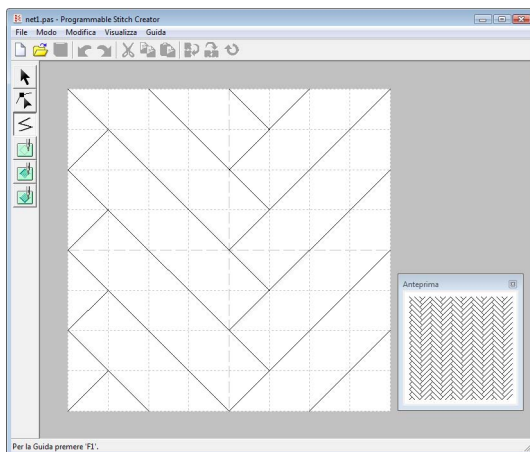 net1.pas - Programmable Stitch Creator
File Modo Modifica Visualizza Guida
Anteprima
Per la Guida premere 'F1'.